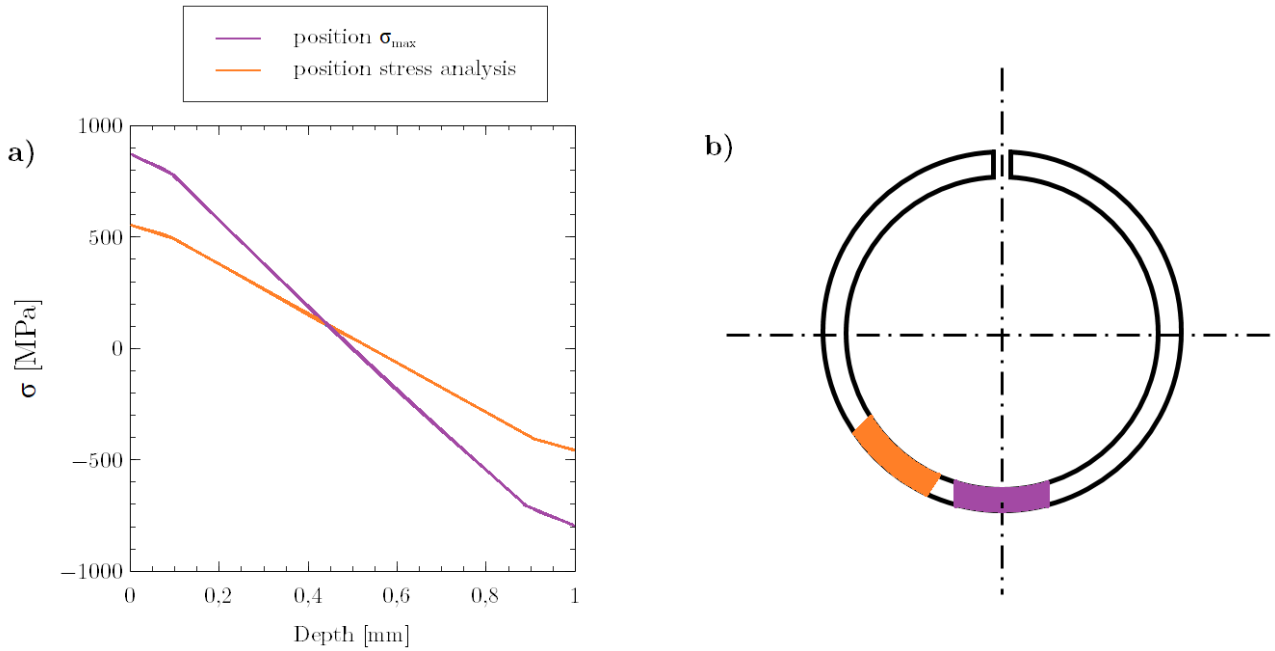 position σmax
position stress analysis
a)
1000
500
0
−500
−1000
σ [MPa]
0
0,2
0,4
0,6
0,8
1
Depth [mm]
b)